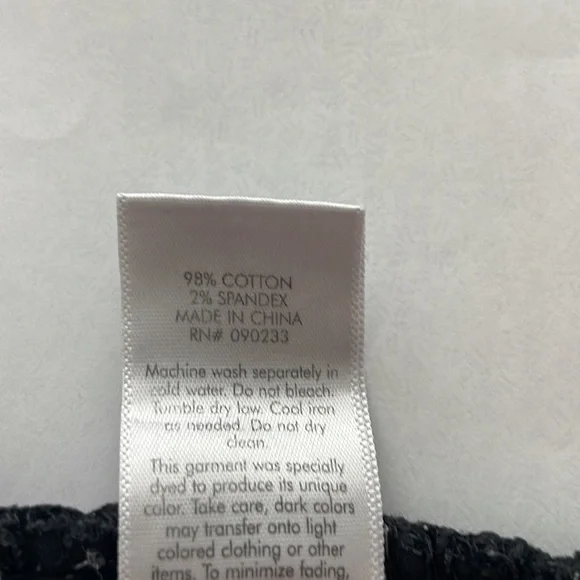 98% COTTON
2% SPANDEX
MADE IN CHINA
RN# 090233
Machine wash separately in
cold water. Do not bleach.
Tumble dry low. Cool iron
as needed. Do not dry
clean.
This garment was specially
dyed to produce its unique
color. Take care, dark colors
may transfer onto light
colored clothing or other
items. To minimize fading,